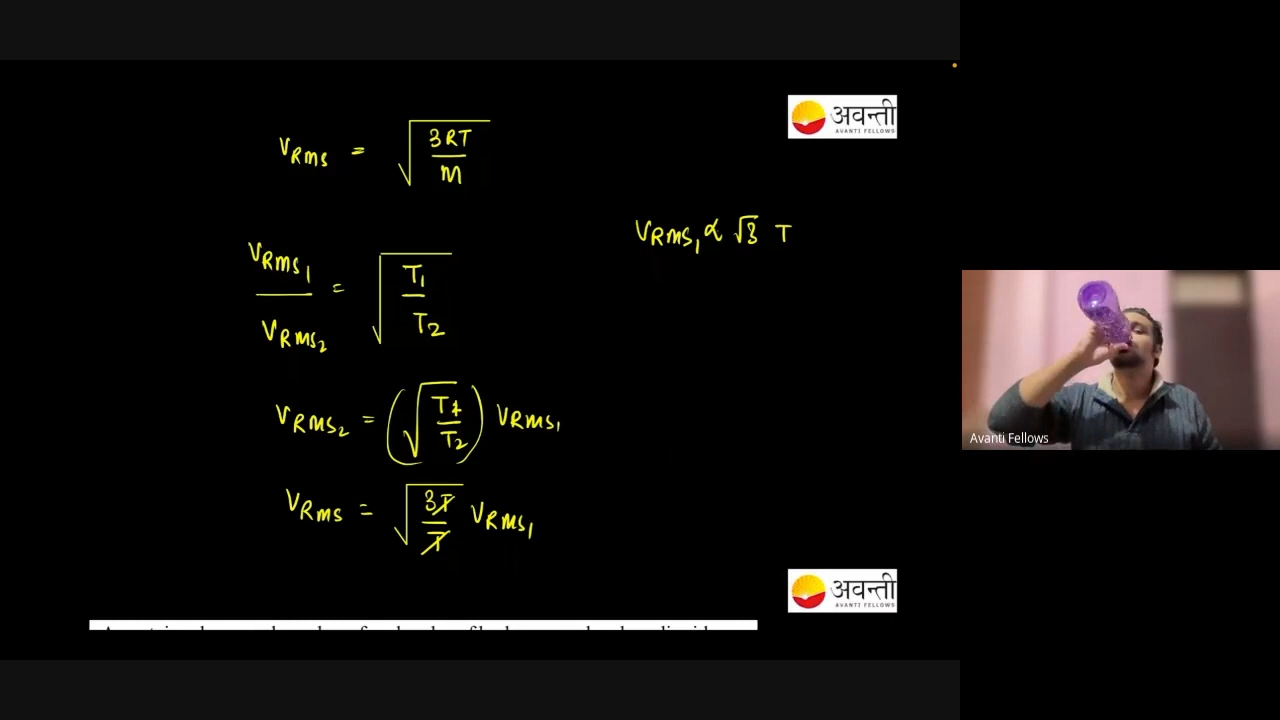 अवन्ती
AVANTI FELLOWS
VRMS = √(3RT/M)
VRMS1 ∝ √3 T
VRMS1/VRMS2 = √(T1/T2)
VRMS2 = (√(T1/T2)) VRMS1
VRMS = √(3T/T) VRMS1
Avanti Fellows
अवन्ती
AVANTI FELLOWS